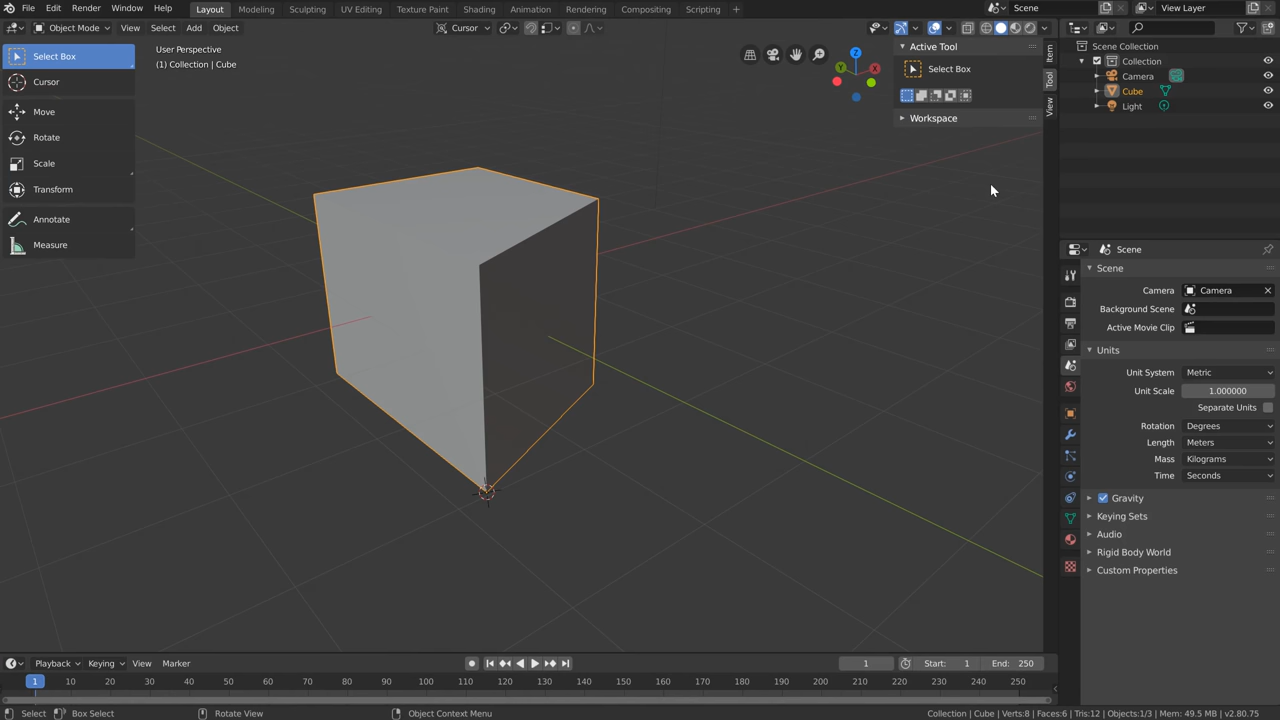 File Edit Render Window Help Layout Modeling Sculpting UV Editing Texture Paint Shading Animation Rendering Compositing Scripting + Scene View Layer
Object Mode View Select Add Object Cursor
Select Box
Cursor
Move
Rotate
Scale
Transform
Annotate
Measure
User Perspective
(1) Collection | Cube
Z
Y
X
Active Tool
Select Box
Workspace
Item
Tool
View
Scene Collection
Collection
Camera
Cube
Light
Scene
Scene
Camera Camera
Background Scene
Active Movie Clip
Units
Unit System Metric
Unit Scale 1.000000
Separate Units
Rotation Degrees
Length Meters
Mass Kilograms
Time Seconds
Gravity
Keying Sets
Audio
Rigid Body World
Custom Properties
Playback Keying View Marker 1 Start: 1 End: 250
1 10 20 30 40 50 60 70 80 90 100 110 120 130 140 150 160 170 180 190 200 210 220 230 240 250
Select Box Select Rotate View Object Context Menu Collection | Cube | Verts:8 | Faces:6 | Tris:12 | Objects:1/3 | Mem: 49.5 MB | v2.80.75